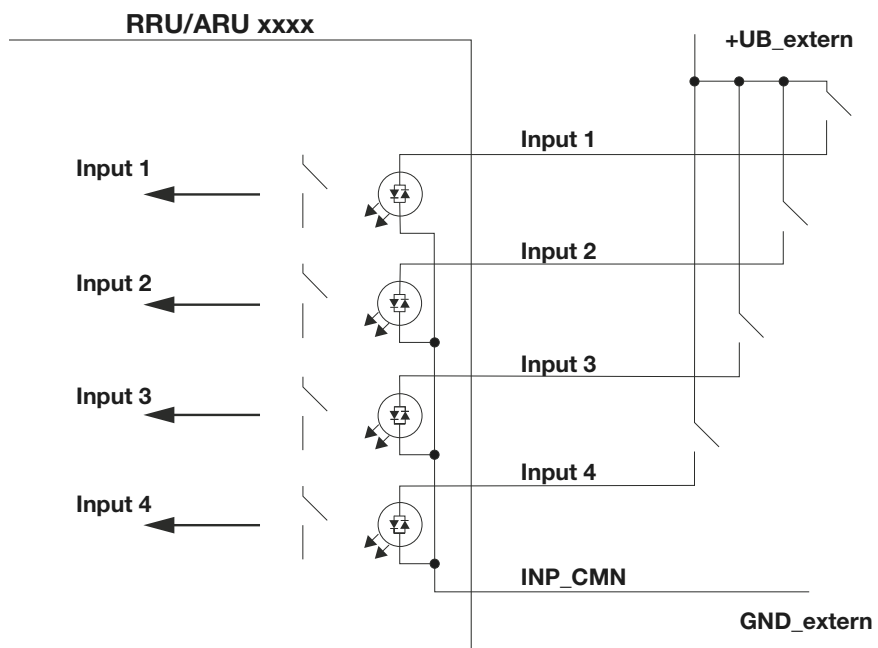 RRU/ARU xxxx
+UB_extern
Input 1
Input 1
Input 2
Input 2
Input 3
Input 3
Input 4
Input 4
INP_CMN
GND_extern